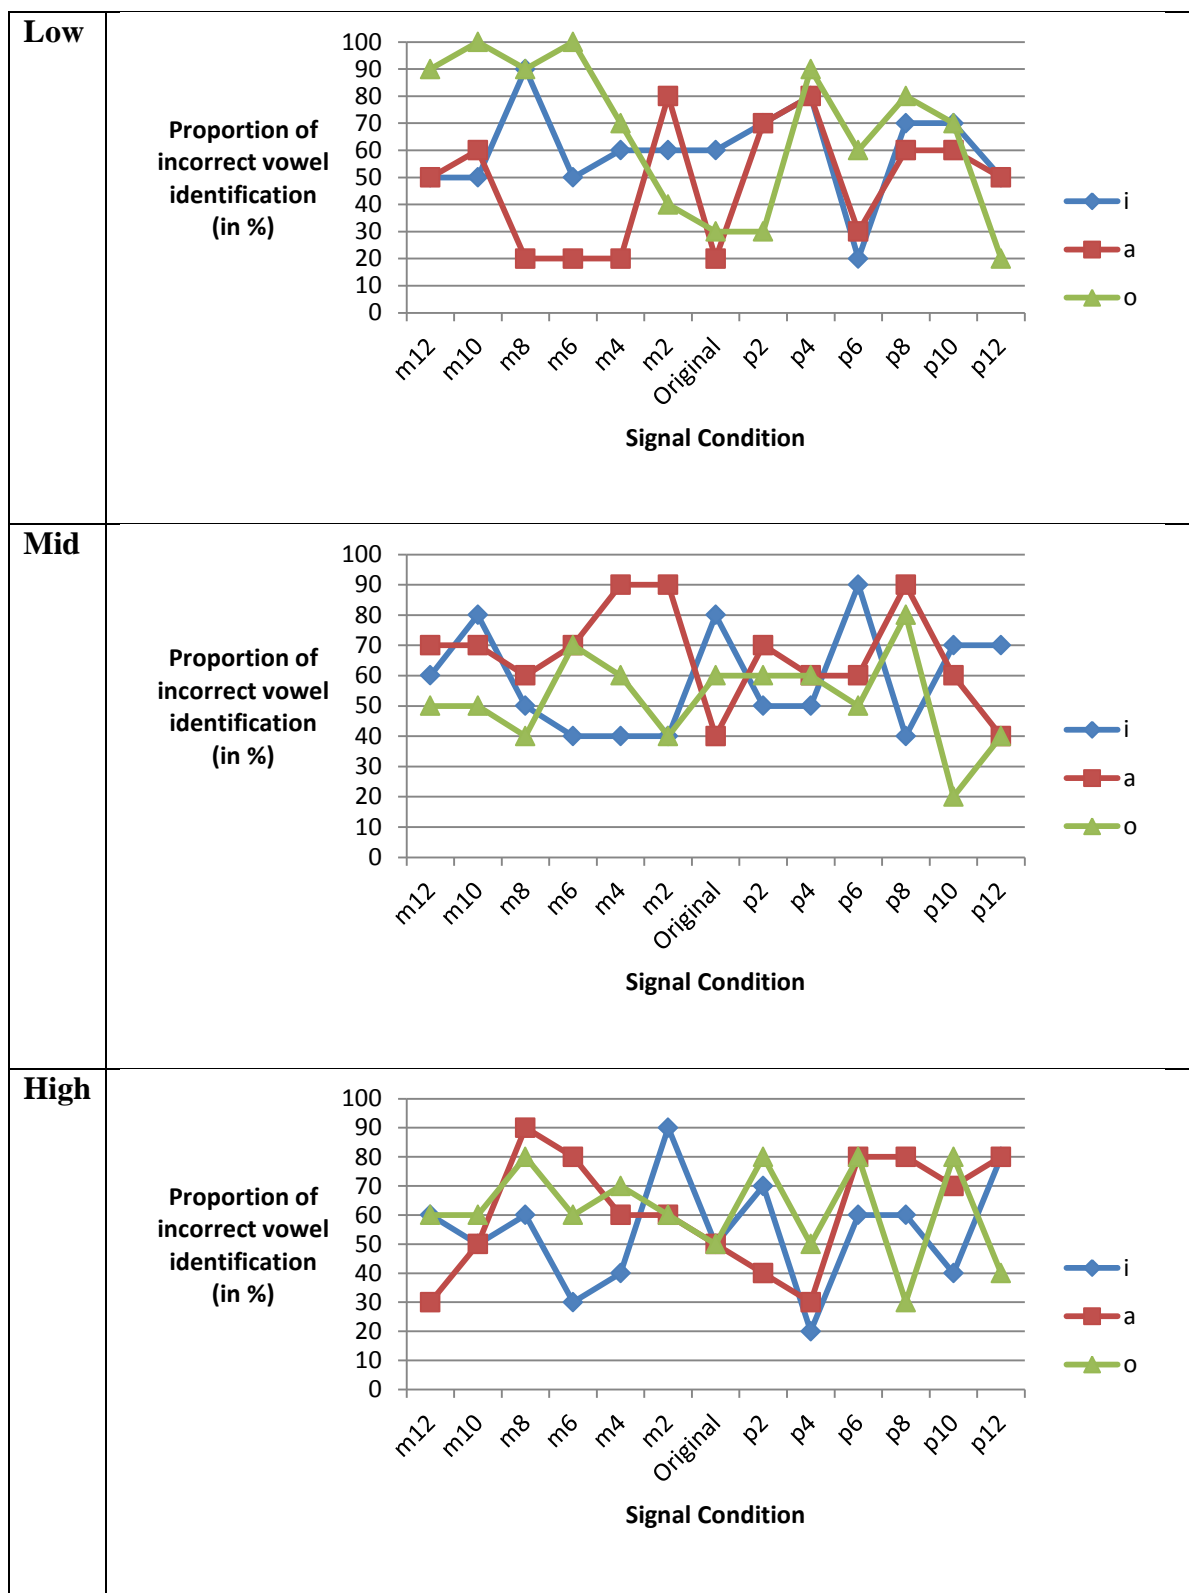 Low
100
90
80
70
60
50
40
30
20
10
0
Proportion of
incorrect vowel
identification
(in %)
m12 m10 m8 m6 m4 m2 Original p2 p4 p6 p8 p10 p12
Signal Condition
i
a
o
Mid
100
90
80
70
60
50
40
30
20
10
0
Proportion of
incorrect vowel
identification
(in %)
m12 m10 m8 m6 m4 m2 Original p2 p4 p6 p8 p10 p12
Signal Condition
i
a
o
High
100
90
80
70
60
50
40
30
20
10
0
Proportion of
incorrect vowel
identification
(in %)
m12 m10 m8 m6 m4 m2 Original p2 p4 p6 p8 p10 p12
Signal Condition
i
a
o